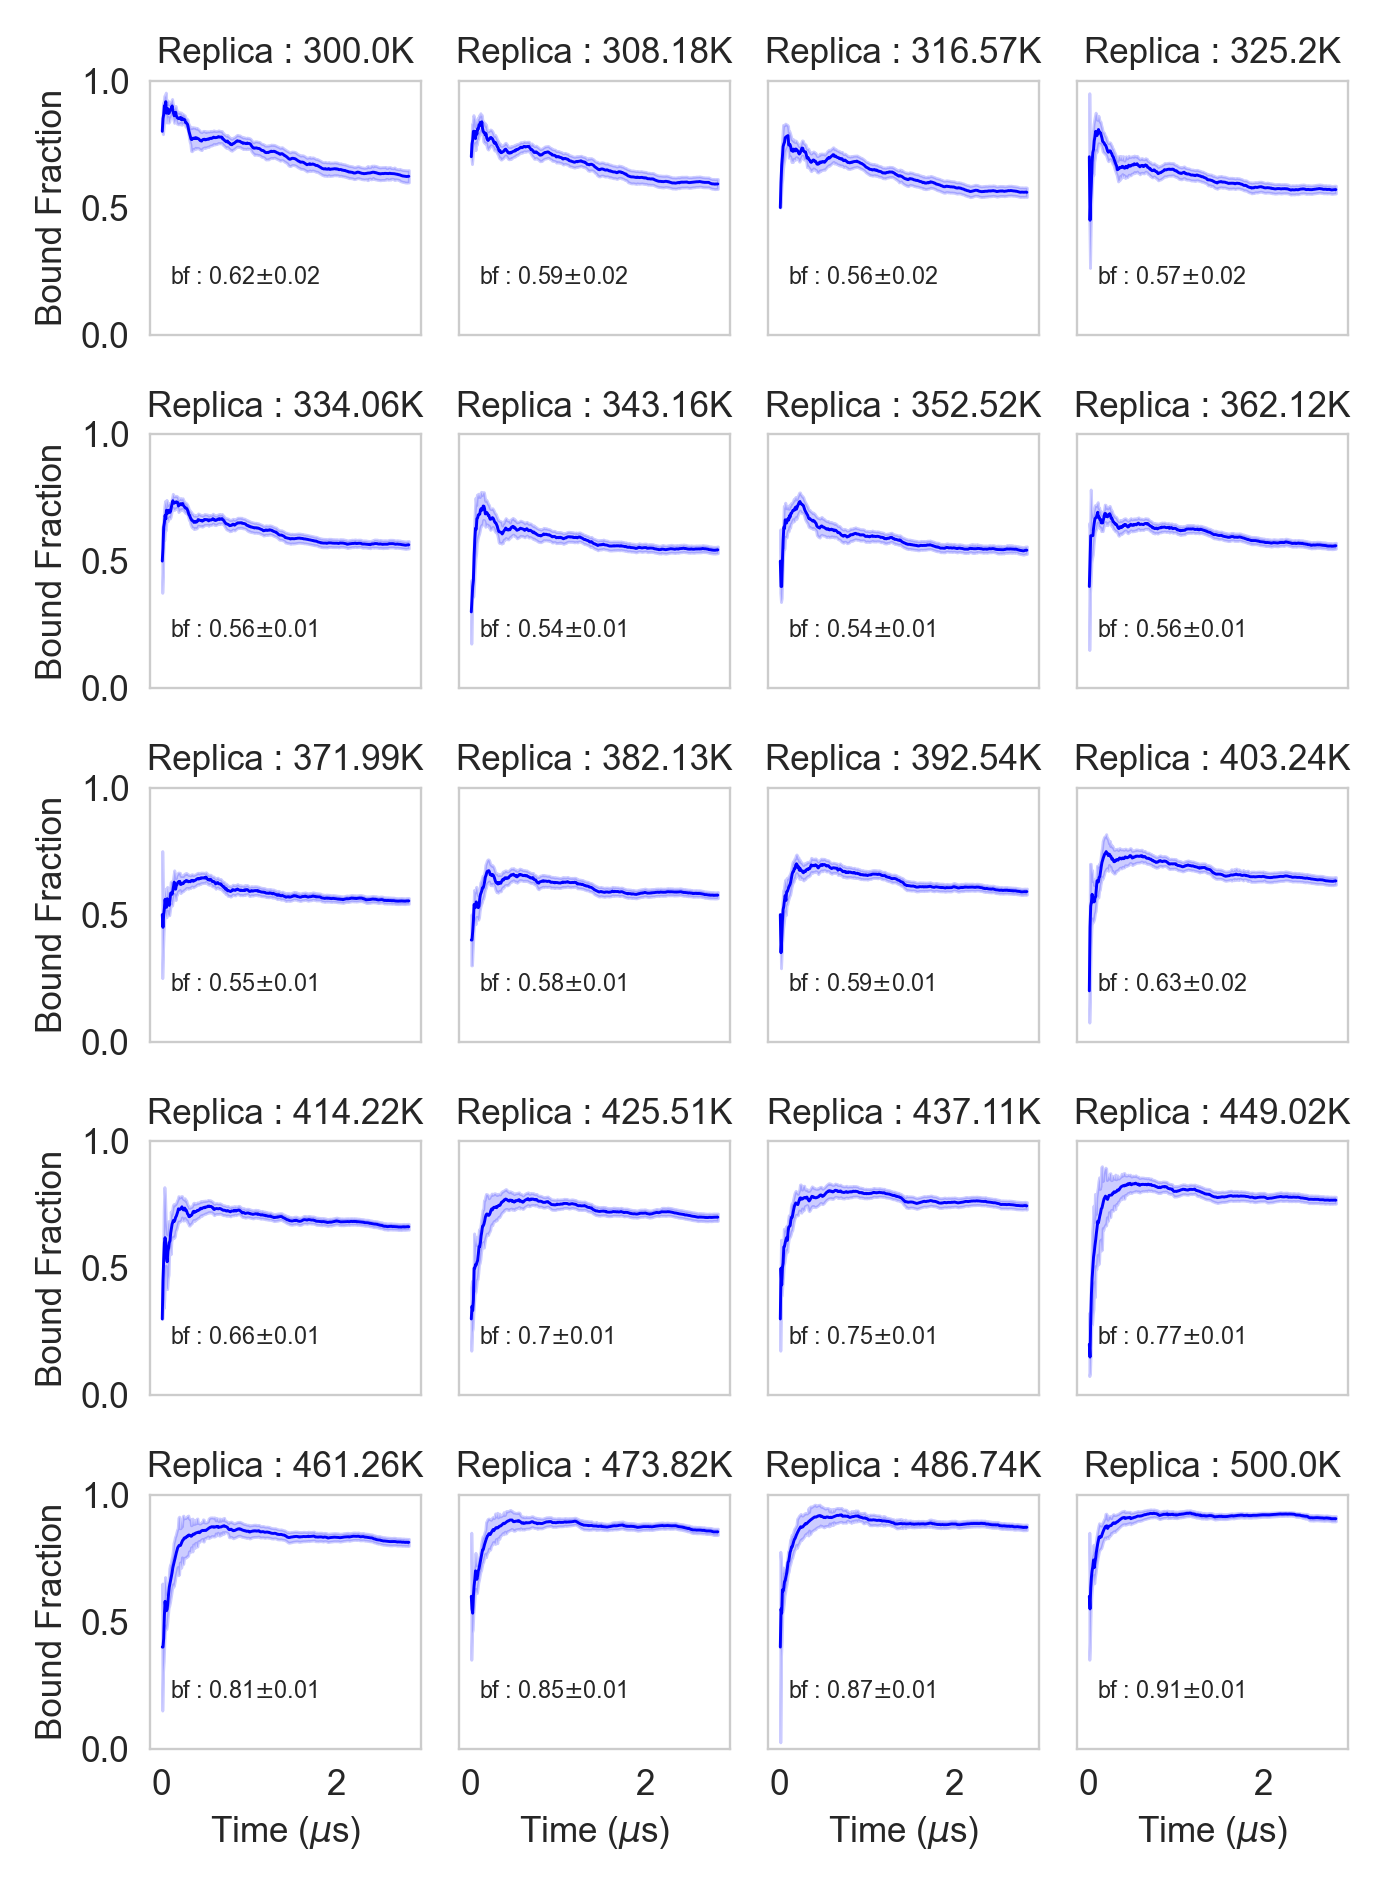 Replica : 300.0K
Replica : 308.18K
Replica : 316.57K
Replica : 325.2K
1.0
0.5
0.0
Bound Fraction
bf : 0.62±0.02
bf : 0.59±0.02
bf : 0.56±0.02
bf : 0.57±0.02
Replica : 334.06K
Replica : 343.16K
Replica : 352.52K
Replica : 362.12K
1.0
0.5
0.0
Bound Fraction
bf : 0.56±0.01
bf : 0.54±0.01
bf : 0.54±0.01
bf : 0.56±0.01
Replica : 371.99K
Replica : 382.13K
Replica : 392.54K
Replica : 403.24K
1.0
0.5
0.0
Bound Fraction
bf : 0.55±0.01
bf : 0.58±0.01
bf : 0.59±0.01
bf : 0.63±0.02
Replica : 414.22K
Replica : 425.51K
Replica : 437.11K
Replica : 449.02K
1.0
0.5
0.0
Bound Fraction
bf : 0.66±0.01
bf : 0.7±0.01
bf : 0.75±0.01
bf : 0.77±0.01
Replica : 461.26K
Replica : 473.82K
Replica : 486.74K
Replica : 500.0K
1.0
0.5
0.0
Bound Fraction
bf : 0.81±0.01
bf : 0.85±0.01
bf : 0.87±0.01
bf : 0.91±0.01
0 2
0 2
0 2
0 2
Time (μs)
Time (μs)
Time (μs)
Time (μs)